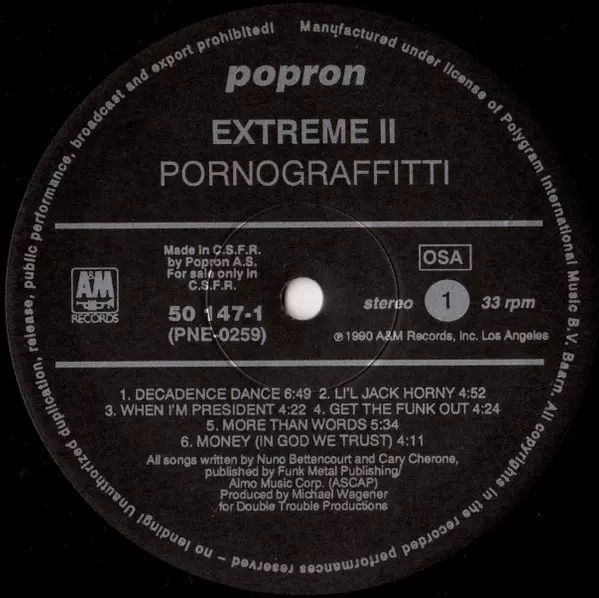 popron
EXTREME II
PORNOGRAFFITTI
Made in C.S.F.R.
by Popron A.S.
For sale only in
C.S.F.R.
50 147-1
(PNE-0259)
A&M
RECORDS
OSA
stereo 1 33 rpm
℗ 1990 A&M Records, Inc. Los Angeles
1. DECADENCE DANCE 6:49 2. LI'L JACK HORNY 4:52
3. WHEN I'M PRESIDENT 4:22 4. GET THE FUNK OUT 4:24
5. MORE THAN WORDS 5:34
6. MONEY (IN GOD WE TRUST) 4:11
All songs written by Nuno Bettencourt and Cary Cherone,
published by Funk Metal Publishing/
Almo Music Corp. (ASCAP)
Produced by Michael Wagener
for Double Trouble Productions
Manufactured under license of Polygram International Music B.V. Baarn. All copyrights in the recorded performances reserved – no lending! Unauthorized duplication, release, public performance, broadcast and export prohibited!